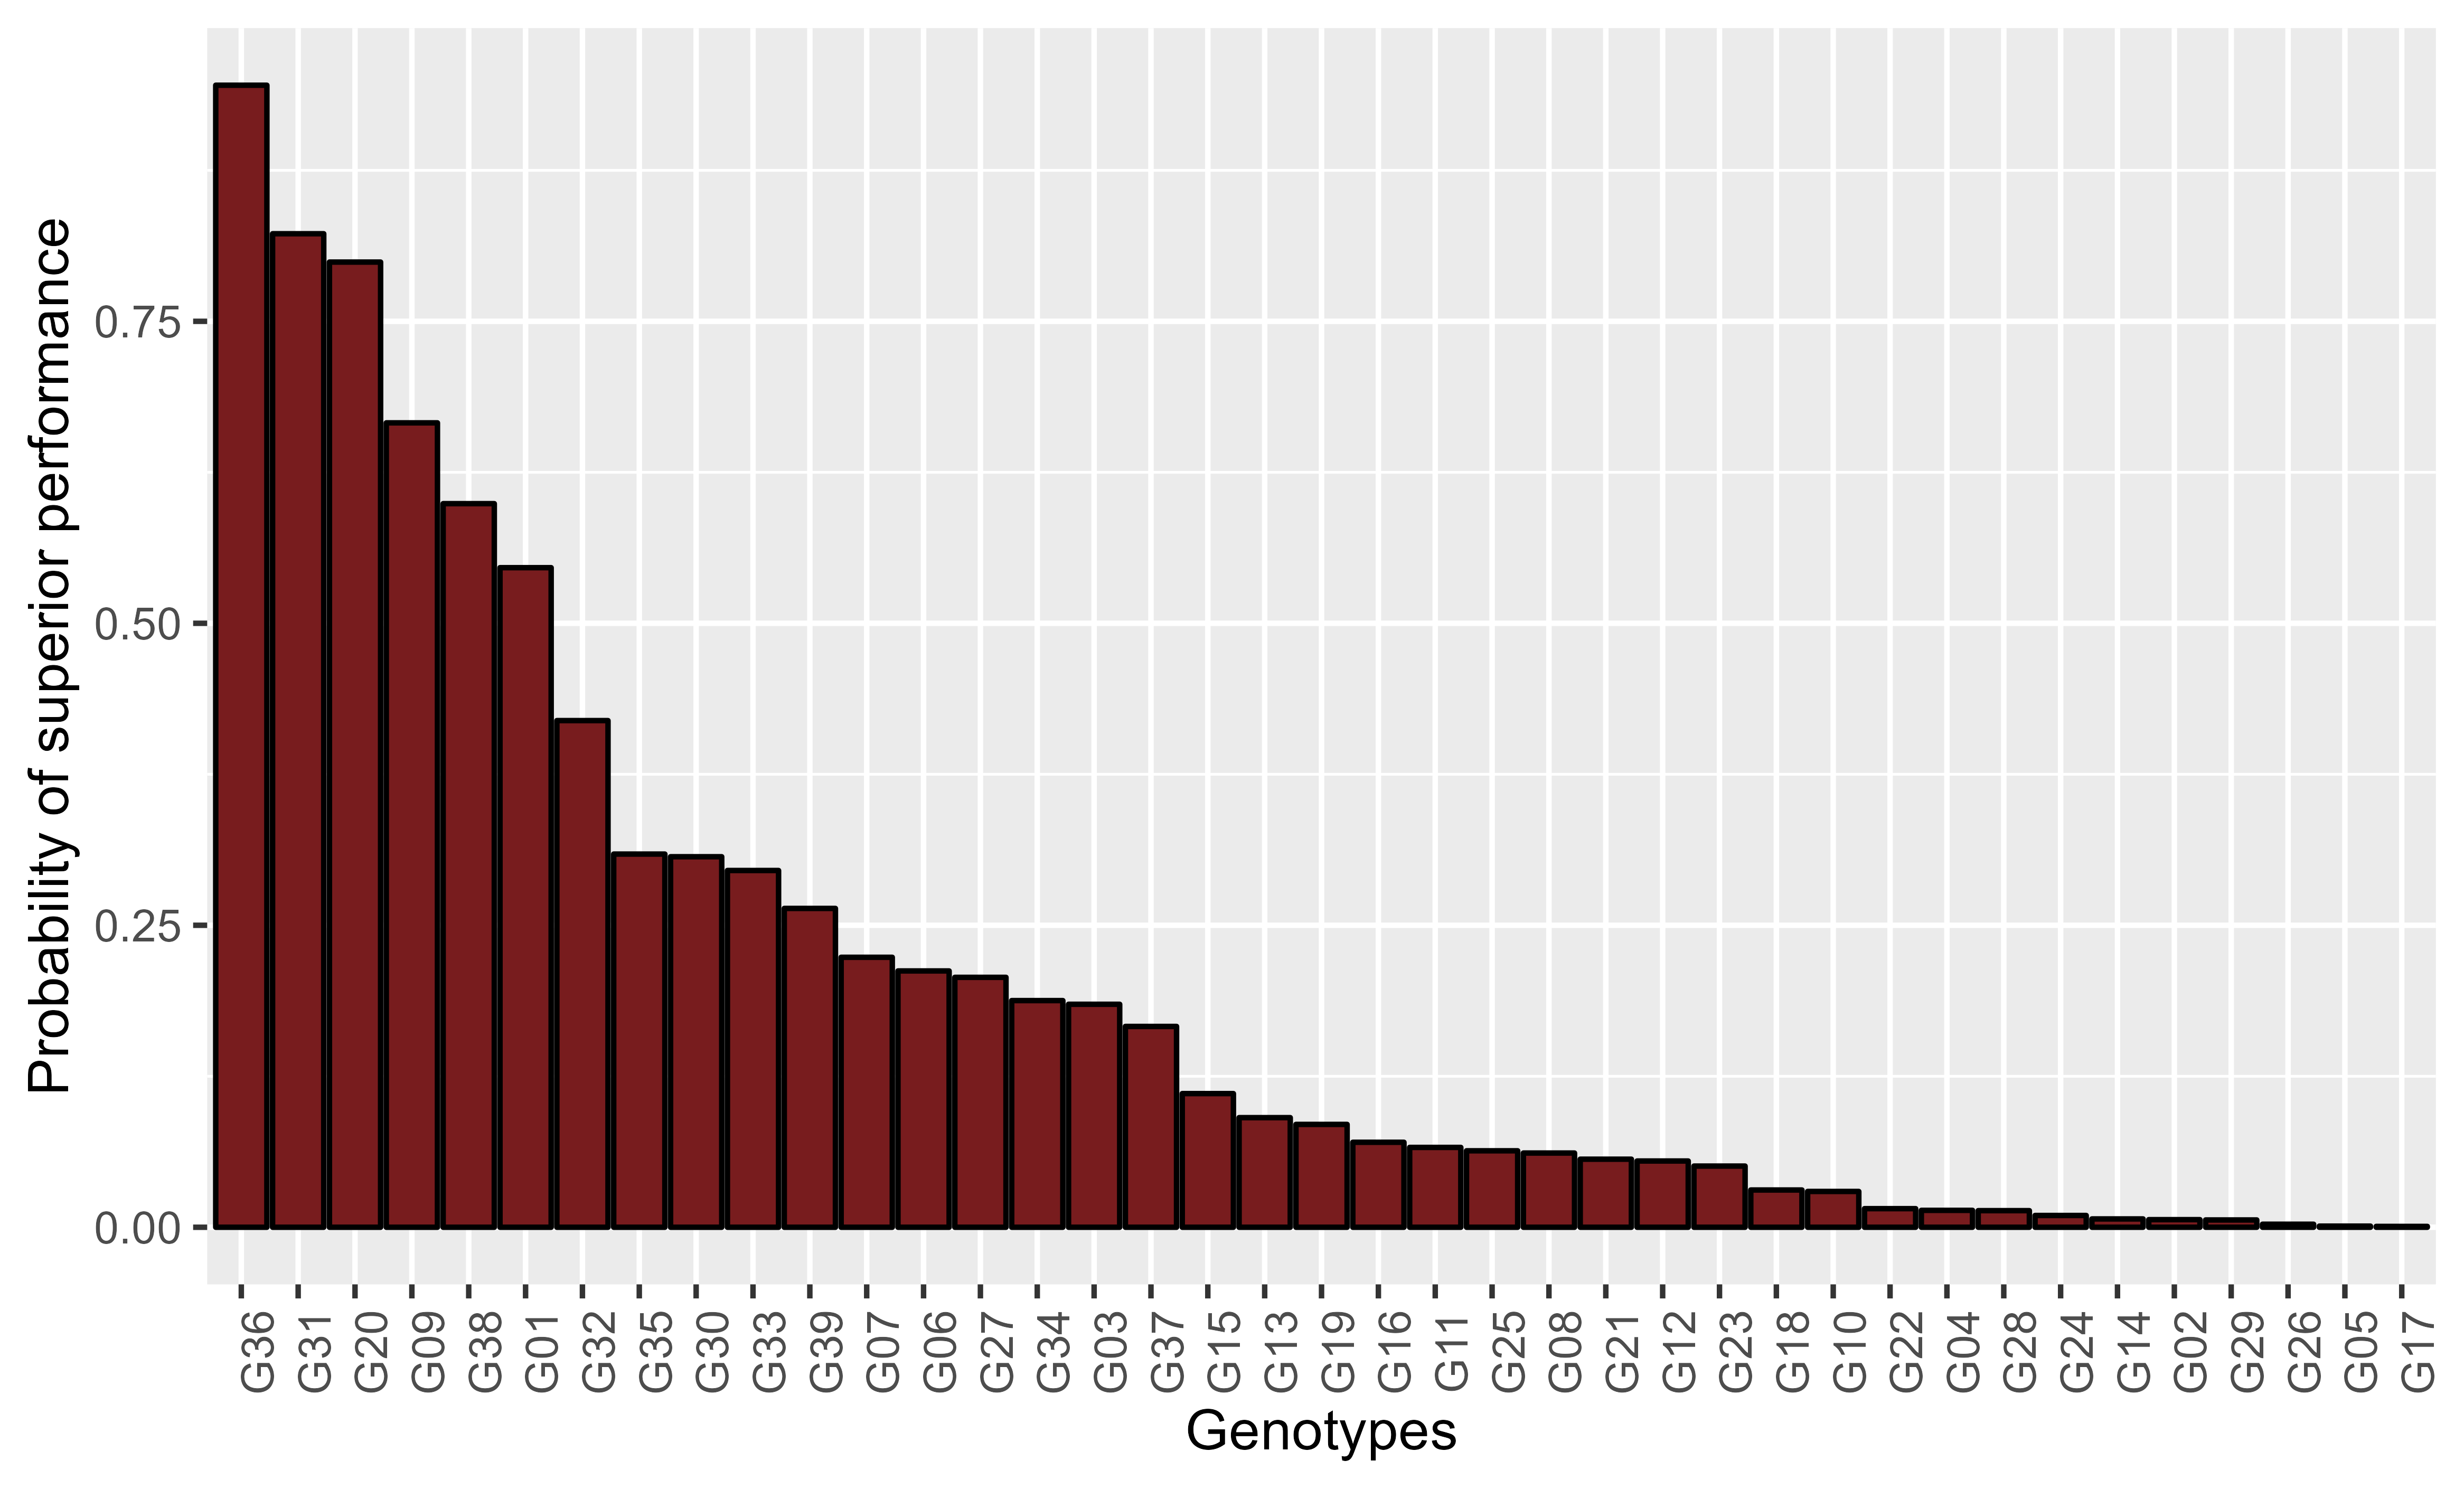 Probability of superior performance
0.75
0.50
0.25
0.00
G36 G31 G20 G09 G38 G01 G32 G35 G30 G33 G39 G07 G06 G27 G34 G03 G37 G15 G13 G19 G16 G11 G25 G08 G21 G12 G23 G18 G10 G22 G04 G28 G24 G14 G02 G29 G26 G05 G17
Genotypes